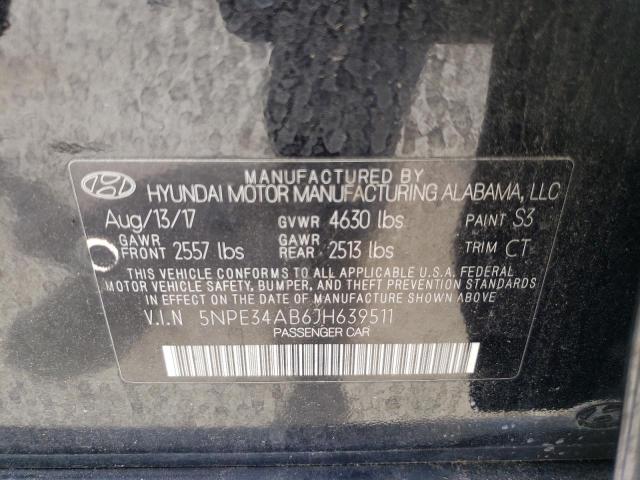 MANUFACTURED BY
HYUNDAI MOTOR MANUFACTURING ALABAMA, LLC
Aug/13/17 GVWR 4630 lbs PAINT S3
GAWR FRONT 2557 lbs GAWR REAR 2513 lbs TRIM CT
THIS VEHICLE CONFORMS TO ALL APPLICABLE U.S.A. FEDERAL
MOTOR VEHICLE SAFETY, BUMPER, AND THEFT PREVENTION
STANDARDS IN EFFECT ON THE DATE OF MANUFACTURE SHOWN ABOVE.
V.I.N 5NPE34AB6JH639511
PASSENGER CAR